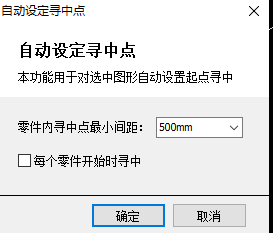 自动设定寻中点
自动设定寻中点
本功能用于对选中图形自动设置起点寻中
零件内寻中点最小间距： 500mm
每个零件开始时寻中
确定 取消